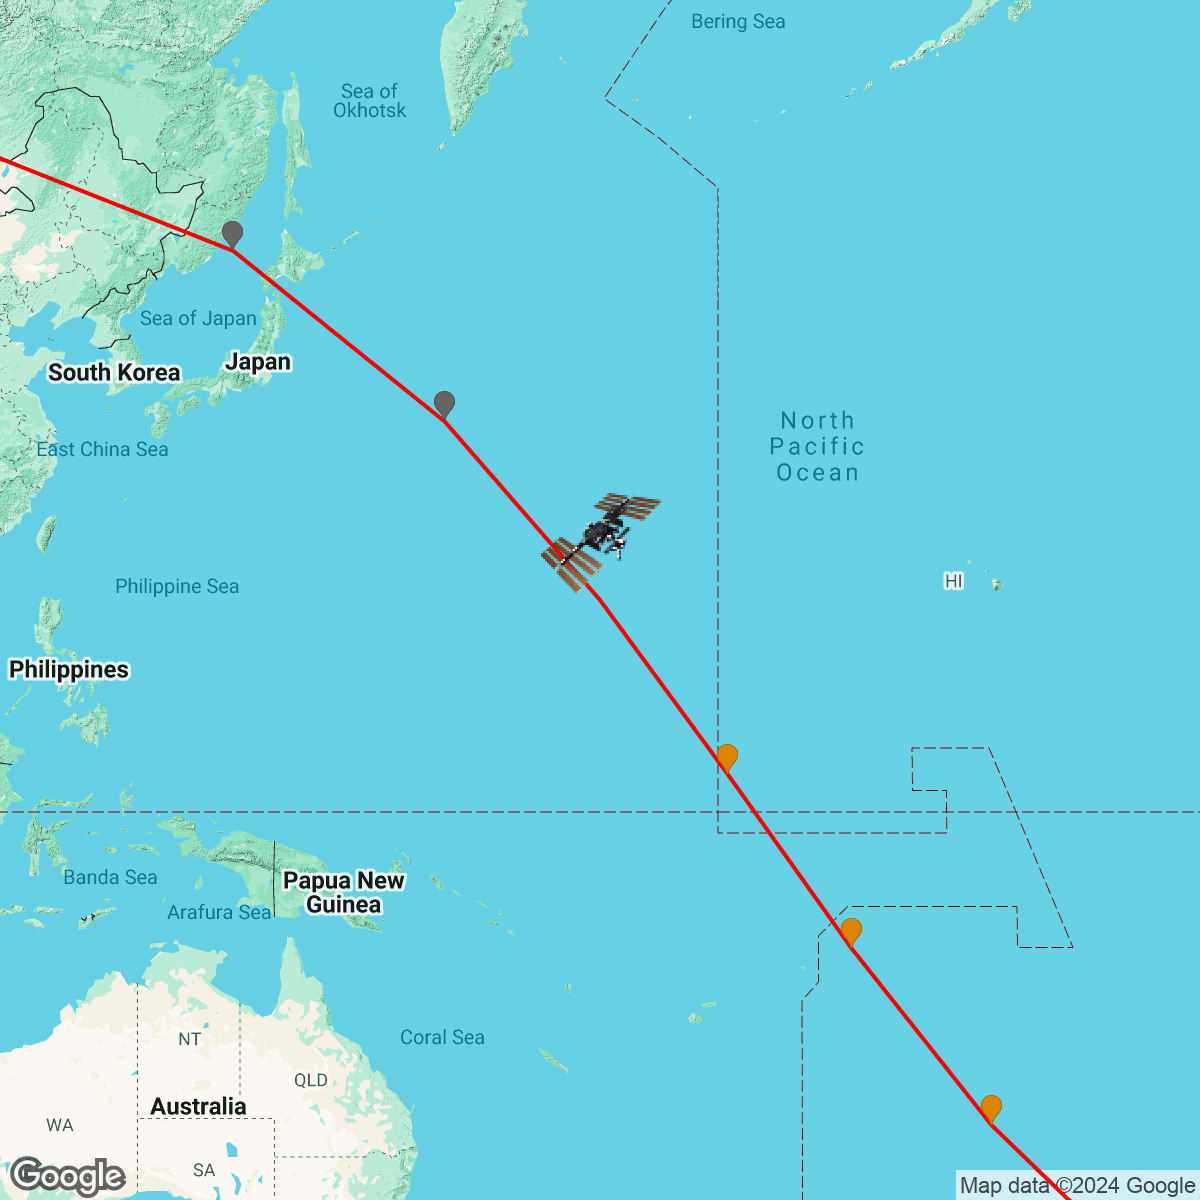 Bering Sea
Sea of
Okhotsk
Sea of Japan
Japan
South Korea
North
Pacific
Ocean
East China Sea
HI
Philippine Sea
Philippines
Banda Sea
Papua New
Guinea
Arafura Sea
NT
Coral Sea
QLD
Australia
WA
SA
Google
Map data ©2024 Google